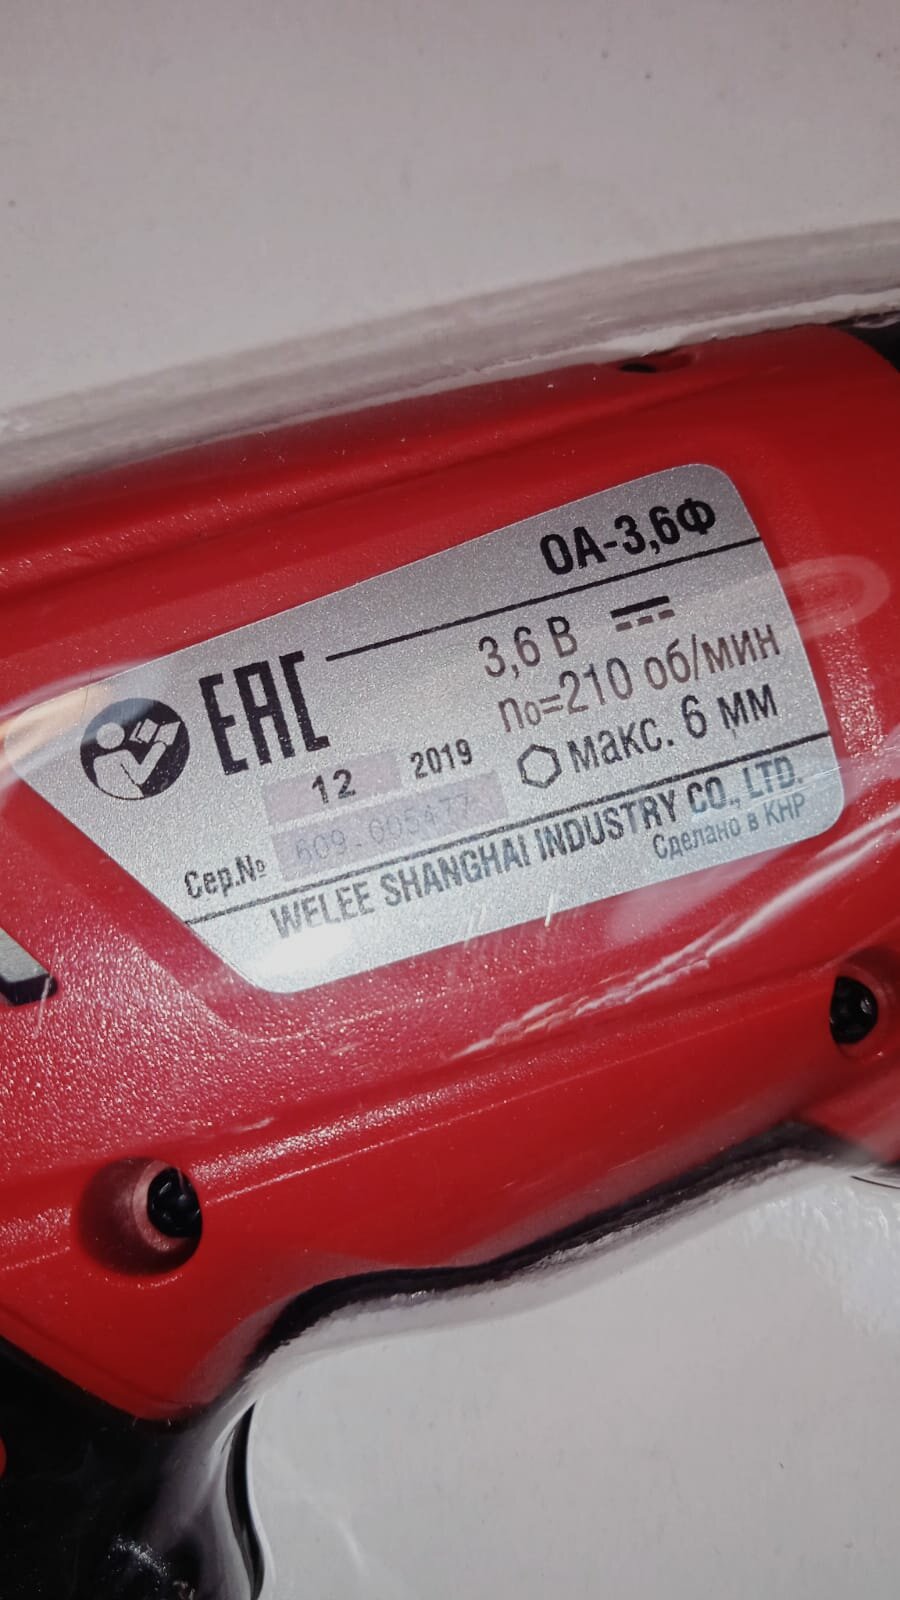 ОА-3,6Ф
3,6 В
n₀=210 об/мин
макс. 6 мм
EAC
12 2019
Сер.№
WELEE SHANGHAI INDUSTRY CO., LTD.
Сделано в КНР